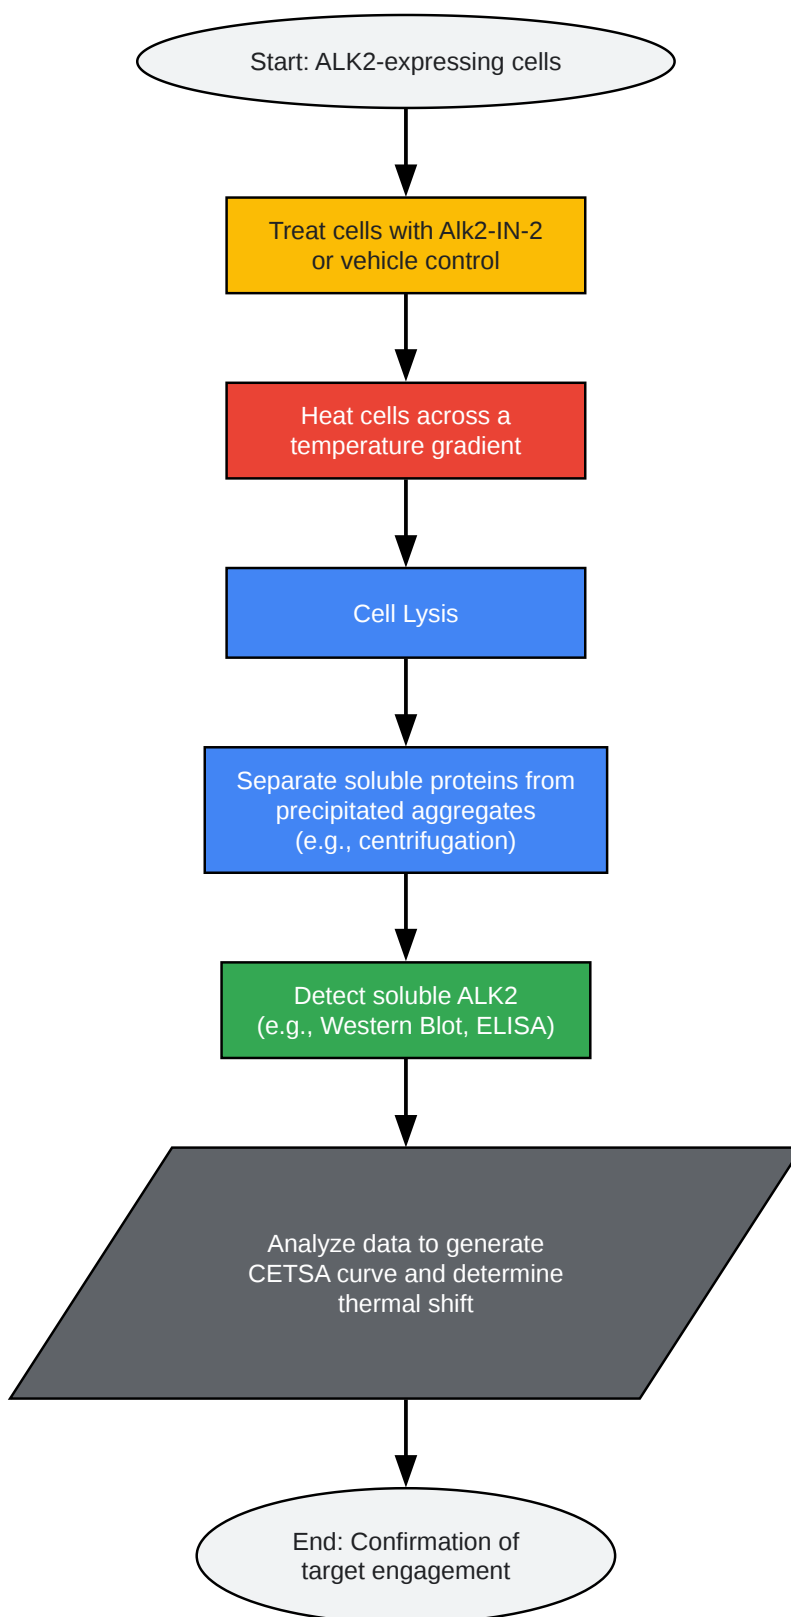 Start: ALK2-expressing cells
Treat cells with Alk2-IN-2
or vehicle control
Heat cells across a
temperature gradient
Cell Lysis
Separate soluble proteins from
precipitated aggregates
(e.g., centrifugation)
Detect soluble ALK2
(e.g., Western Blot, ELISA)
Analyze data to generate
CETSA curve and determine
thermal shift
End: Confirmation of
target engagement